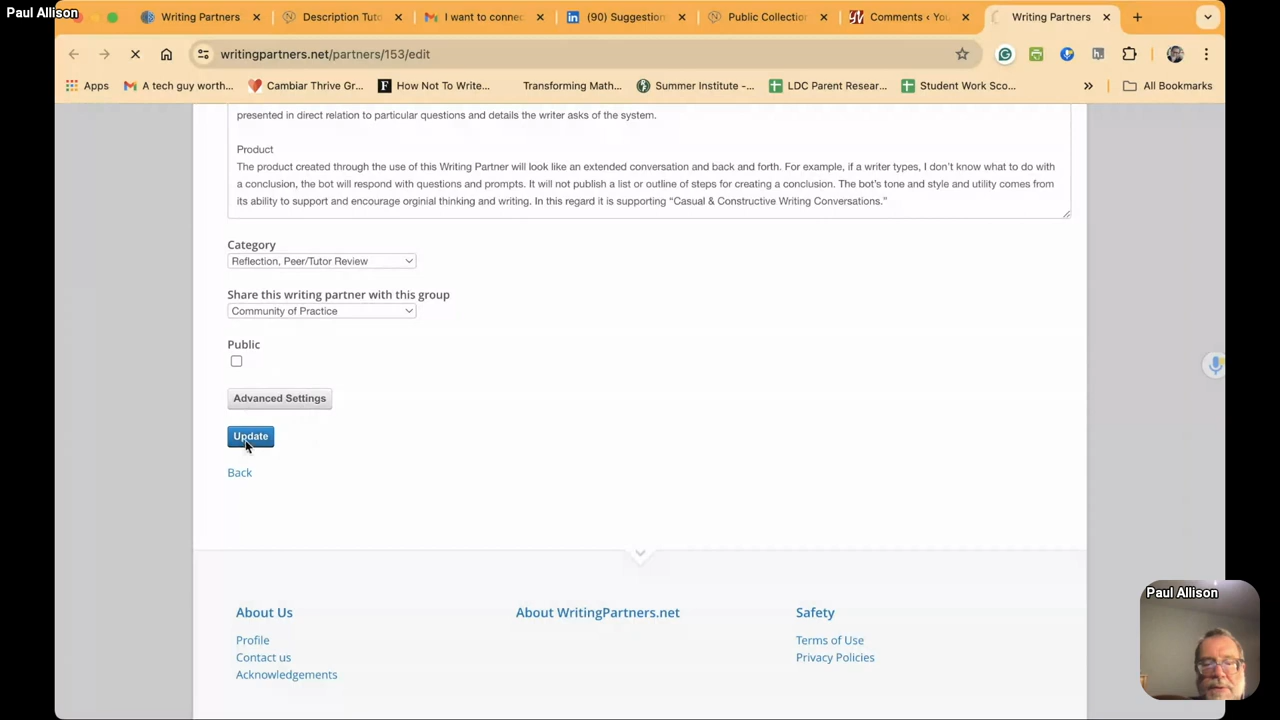 Paul Allison
Writing Partners
Description Tuto
I want to connec
(90) Suggestion
Public Collectio
Comments ‹ You
Writing Partners
writingpartners.net/partners/153/edit
Apps
A tech guy worth...
Cambiar Thrive Gr...
How Not To Write...
Transforming Math...
Summer Institute -...
LDC Parent Resear...
Student Work Sco...
»
All Bookmarks
presented in direct relation to particular questions and details the writer asks of the system.
Product
The product created through the use of this Writing Partner will look like an extended conversation and back and forth. For example, if a writer types, I don't know what to do with
a conclusion, the bot will respond with questions and prompts. It will not publish a list or outline of steps for creating a conclusion. The bot's tone and style and utility comes from
its ability to support and encourage orginial thinking and writing. In this regard it is supporting “Casual & Constructive Writing Conversations.”
Category
Reflection, Peer/Tutor Review
Share this writing partner with this group
Community of Practice
Public
Advanced Settings
Update
Back
About Us
About WritingPartners.net
Safety
Profile
Terms of Use
Contact us
Privacy Policies
Acknowledgements
Paul Allison